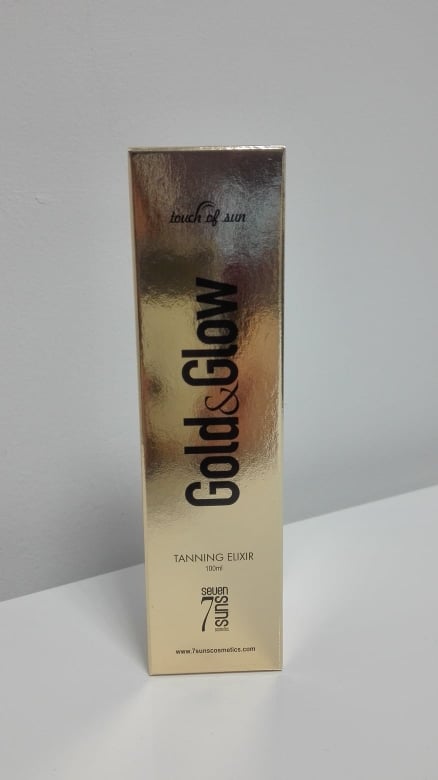 touch of sun
Gold&Glow
TANNING ELIXIR
100ml
seven
7 suns
www.7sunscosmetics.com